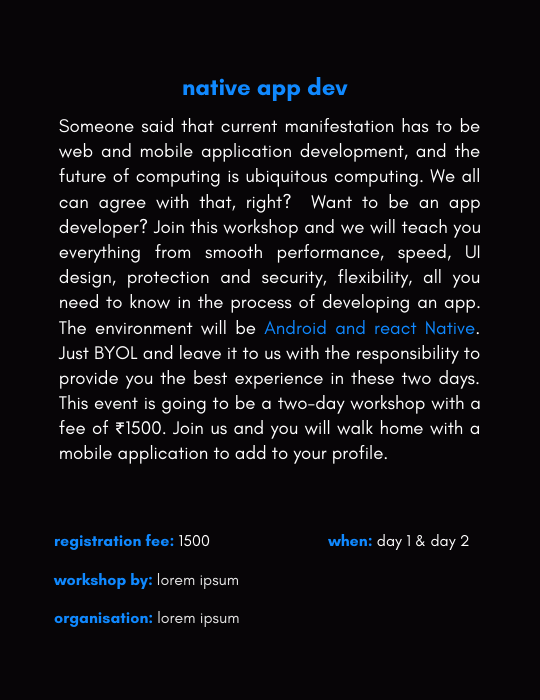 native app dev
Someone said that current manifestation has to be
web and mobile application development, and the
future of computing is ubiquitous computing. We all
can agree with that, right?  Want to be an app
developer? Join this workshop and we will teach you
everything from smooth performance, speed, UI
design, protection and security, flexibility, all you
need to know in the process of developing an app.
The environment will be Android and react Native.
Just BYOL and leave it to us with the responsibility to
provide you the best experience in these two days.
This event is going to be a two-day workshop with a
fee of ₹1500. Join us and you will walk home with a
mobile application to add to your profile.
registration fee: 1500 when: day 1 & day 2
workshop by: lorem ipsum
organisation: lorem ipsum